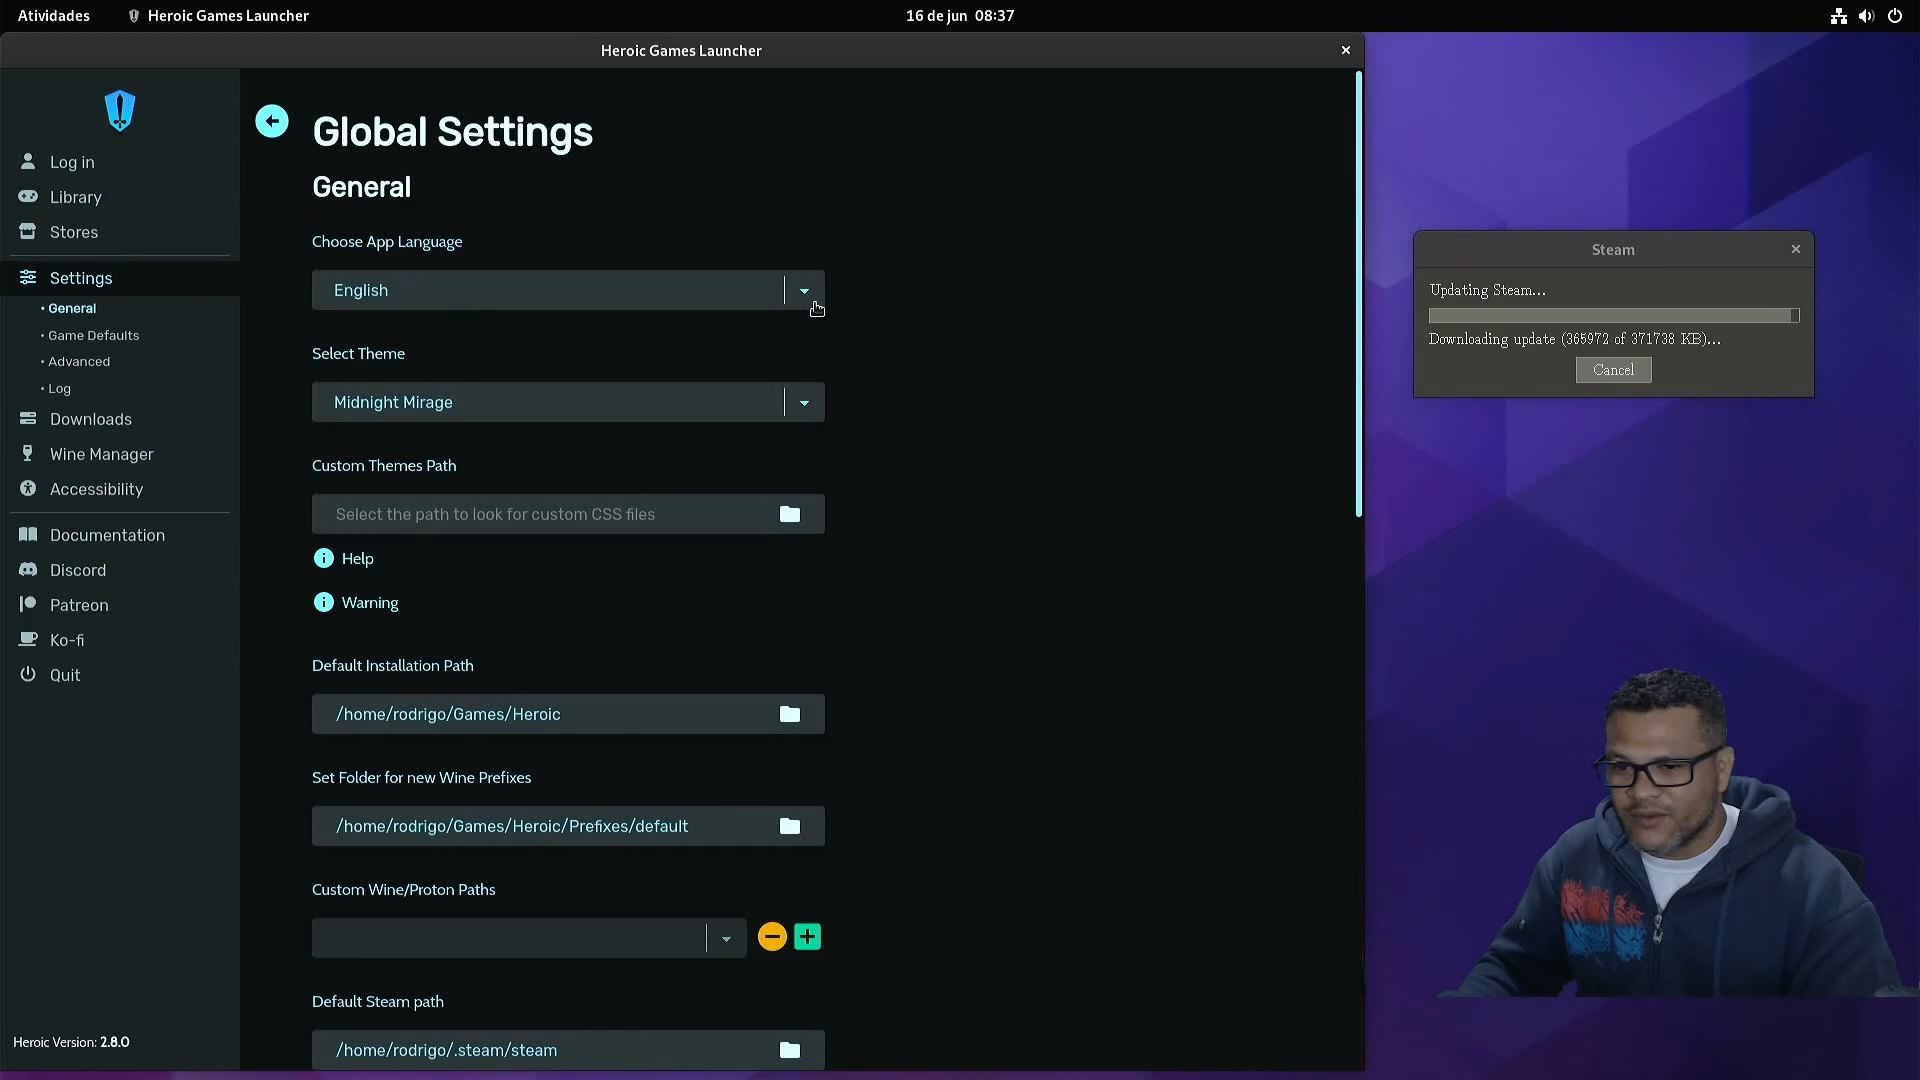 Atividades
Heroic Games Launcher
16 de jun 08:37
Heroic Games Launcher
Log in
Library
Stores
Settings
• General
• Game Defaults
• Advanced
• Log
Downloads
Wine Manager
Accessibility
Documentation
Discord
Patreon
Ko-fi
Quit
Heroic Version: 2.8.0
Global Settings
General
Choose App Language
English
Select Theme
Midnight Mirage
Custom Themes Path
Select the path to look for custom CSS files
Help
Warning
Default Installation Path
/home/rodrigo/Games/Heroic
Set Folder for new Wine Prefixes
/home/rodrigo/Games/Heroic/Prefixes/default
Custom Wine/Proton Paths
Default Steam path
/home/rodrigo/.steam/steam
Steam
Updating Steam...
Downloading update (365972 of 371738 KB)...
Cancel